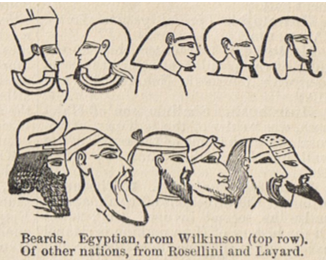 Beards. Egyptian, from Wilkinson (top row).
Of other nations, from Rosellini and Layard.